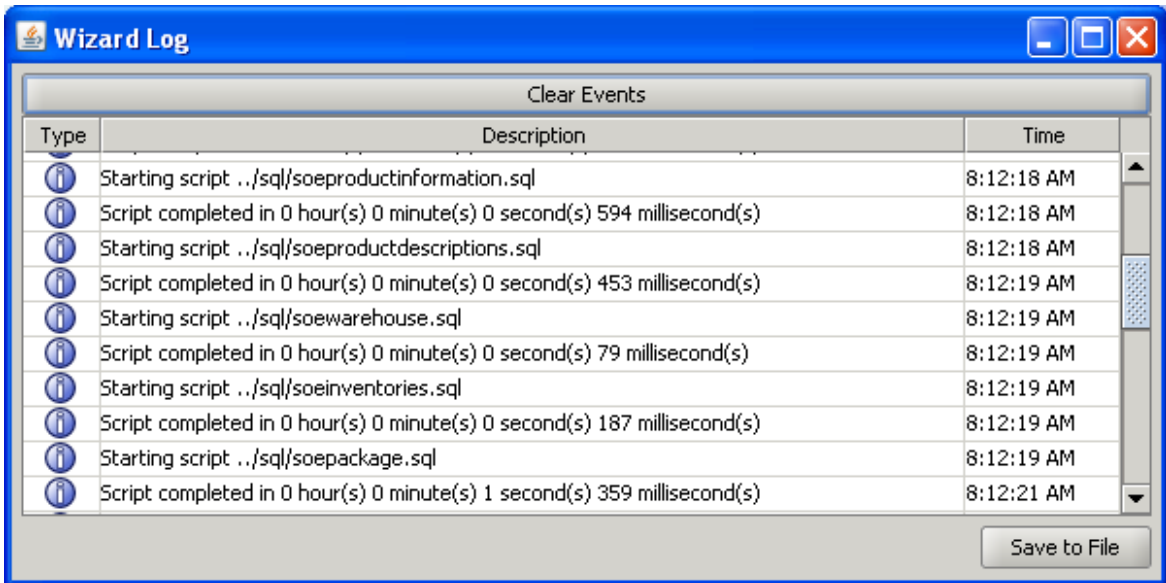 Wizard Log
Clear Events
Type Description Time
Starting script ../sql/soeproductinformation.sql 8:12:18 AM
Script completed in 0 hour(s) 0 minute(s) 0 second(s) 594 millisecond(s) 8:12:18 AM
Starting script ../sql/soeproductdescriptions.sql 8:12:18 AM
Script completed in 0 hour(s) 0 minute(s) 0 second(s) 453 millisecond(s) 8:12:19 AM
Starting script ../sql/soewarehouse.sql 8:12:19 AM
Script completed in 0 hour(s) 0 minute(s) 0 second(s) 79 millisecond(s) 8:12:19 AM
Starting script ../sql/soeinventories.sql 8:12:19 AM
Script completed in 0 hour(s) 0 minute(s) 0 second(s) 187 millisecond(s) 8:12:19 AM
Starting script ../sql/soepackage.sql 8:12:19 AM
Script completed in 0 hour(s) 0 minute(s) 1 second(s) 359 millisecond(s) 8:12:21 AM
Save to File